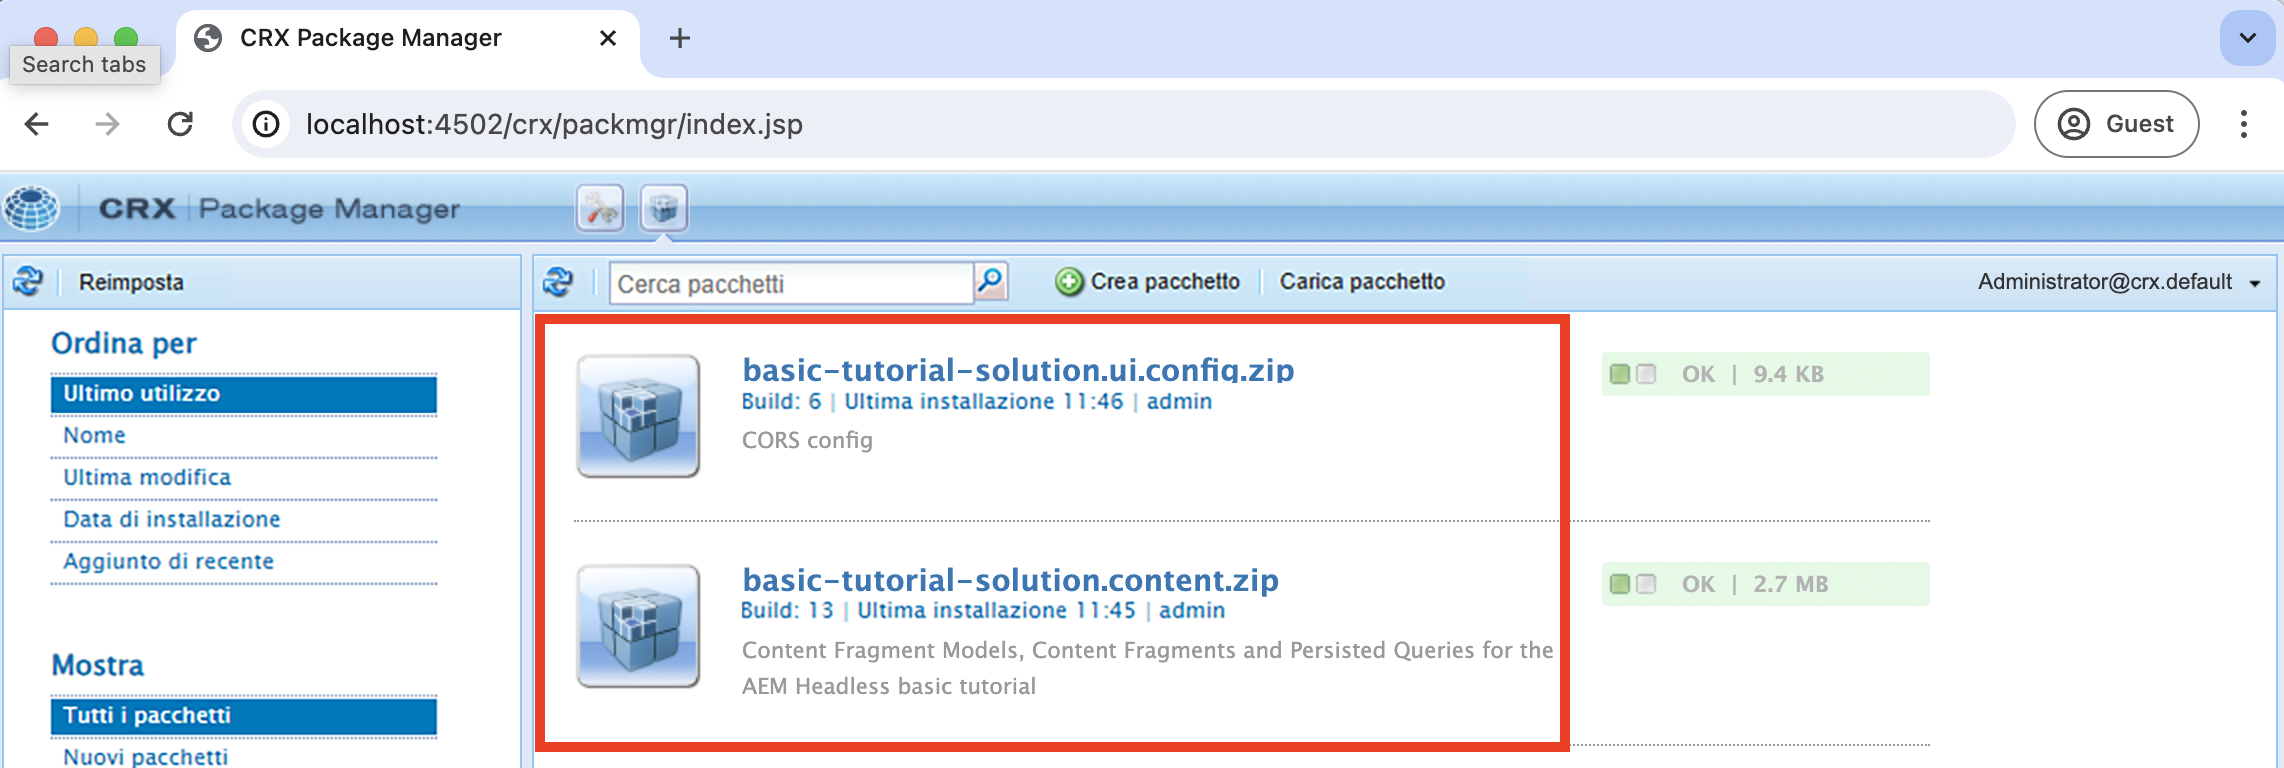 CRX Package Manager
Search tabs
localhost:4502/crx/packmgr/index.jsp
Guest
CRX | Package Manager
Reimposta
Cerca pacchetti
Crea pacchetto
Carica pacchetto
Administrator@crx.default
Ordina per
Ultimo utilizzo
Nome
Ultima modifica
Data di installazione
Aggiunto di recente
Mostra
Tutti i pacchetti
Nuovi pacchetti
basic-tutorial-solution.ui.config.zip
Build: 6 | Ultima installazione 11:46 | admin
CORS config
OK | 9.4 KB
basic-tutorial-solution.content.zip
Build: 13 | Ultima installazione 11:45 | admin
Content Fragment Models, Content Fragments and Persisted Queries for the
AEM Headless basic tutorial
OK | 2.7 MB